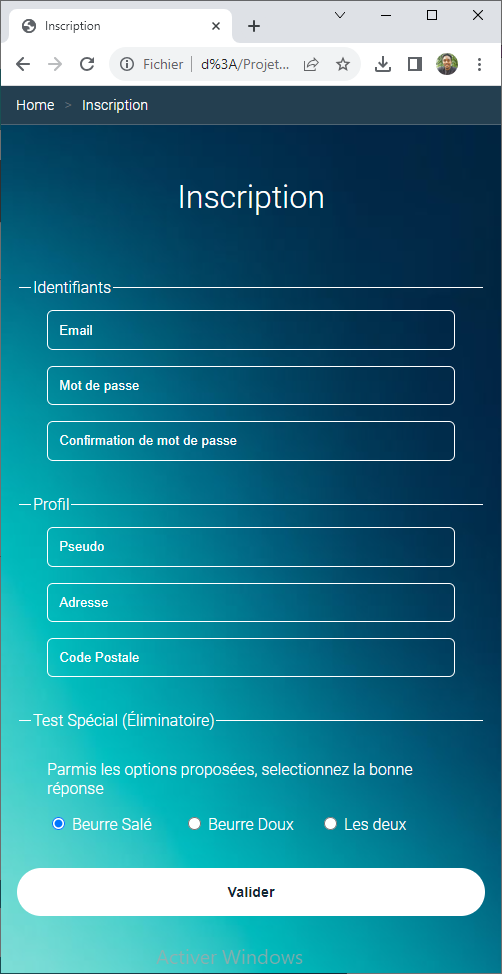 Inscription
Fichier | d%3A/Projet...
Home > Inscription
Inscription
Identifiants
Email
Mot de passe
Confirmation de mot de passe
Profil
Pseudo
Adresse
Code Postale
Test Spécial (Éliminatoire)
Parmis les options proposées, selectionnez la bonne
réponse
Beurre Salé Beurre Doux Les deux
Valider
Activer Windows